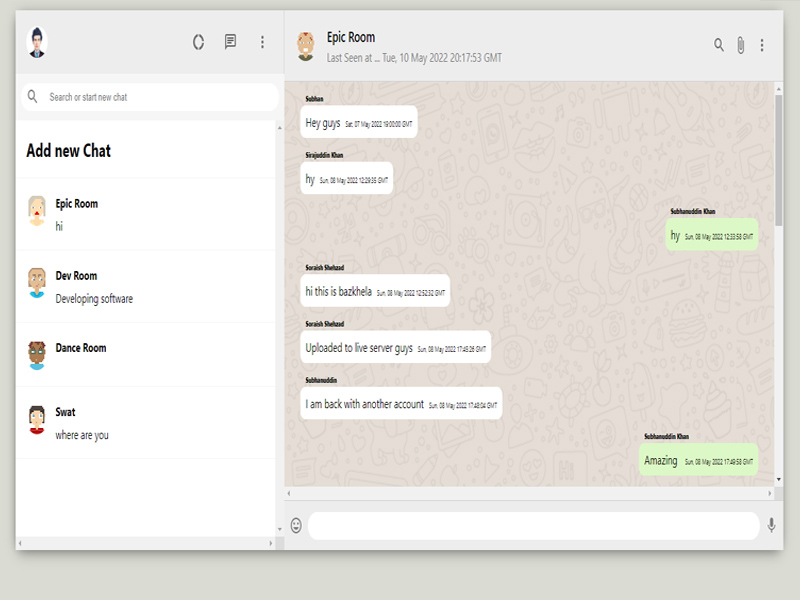 Epic Room
Last Seen at ... Tue, 10 May 2022 20:17:53 GMT
Search or start new chat
Add new Chat
Epic Room
hi
Dev Room
Developing software
Dance Room
Swat
where are you
Subhan
Hey guys Sat, 07 May 2022 19:00:00 GMT
Sirajuddin Khan
hy Sun, 08 May 2022 12:29:35 GMT
Subhanuddin Khan
hy Sun, 08 May 2022 12:33:58 GMT
Soraish Shehzad
hi this is bazkhela Sun, 08 May 2022 12:52:32 GMT
Soraish Shehzad
Uploaded to live server guys Sun, 08 May 2022 17:45:26 GMT
Subhanuddin
I am back with another account Sun, 08 May 2022 17:48:04 GMT
Subhanuddin Khan
Amazing Sun, 08 May 2022 17:49:58 GMT